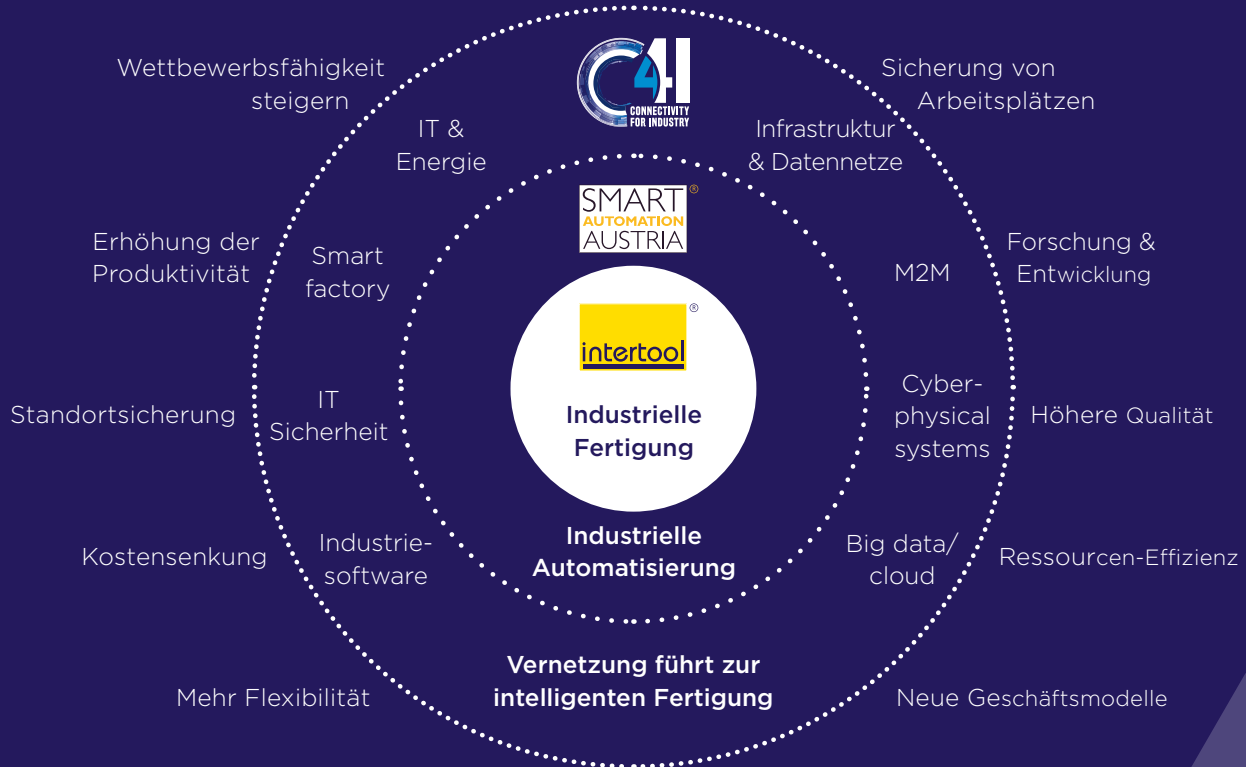 Wettbewerbsfähigkeit
steigern
C4I
CONNECTIVITY
FOR INDUSTRY
Sicherung von
Arbeitsplätzen
IT &
Energie
Infrastruktur
& Datennetze
SMART ®
AUTOMATION
AUSTRIA
Erhöhung der
Produktivität
Smart
factory
M2M
Forschung &
Entwicklung
intertool ®
Industrielle
Fertigung
Standortsicherung
IT
Sicherheit
Cyber-
physical
systems
Höhere Qualität
Kostensenkung
Industrie-
software
Industrielle
Automatisierung
Big data/
cloud
Ressourcen-Effizienz
Mehr Flexibilität
Vernetzung führt zur
intelligenten Fertigung
Neue Geschäftsmodelle